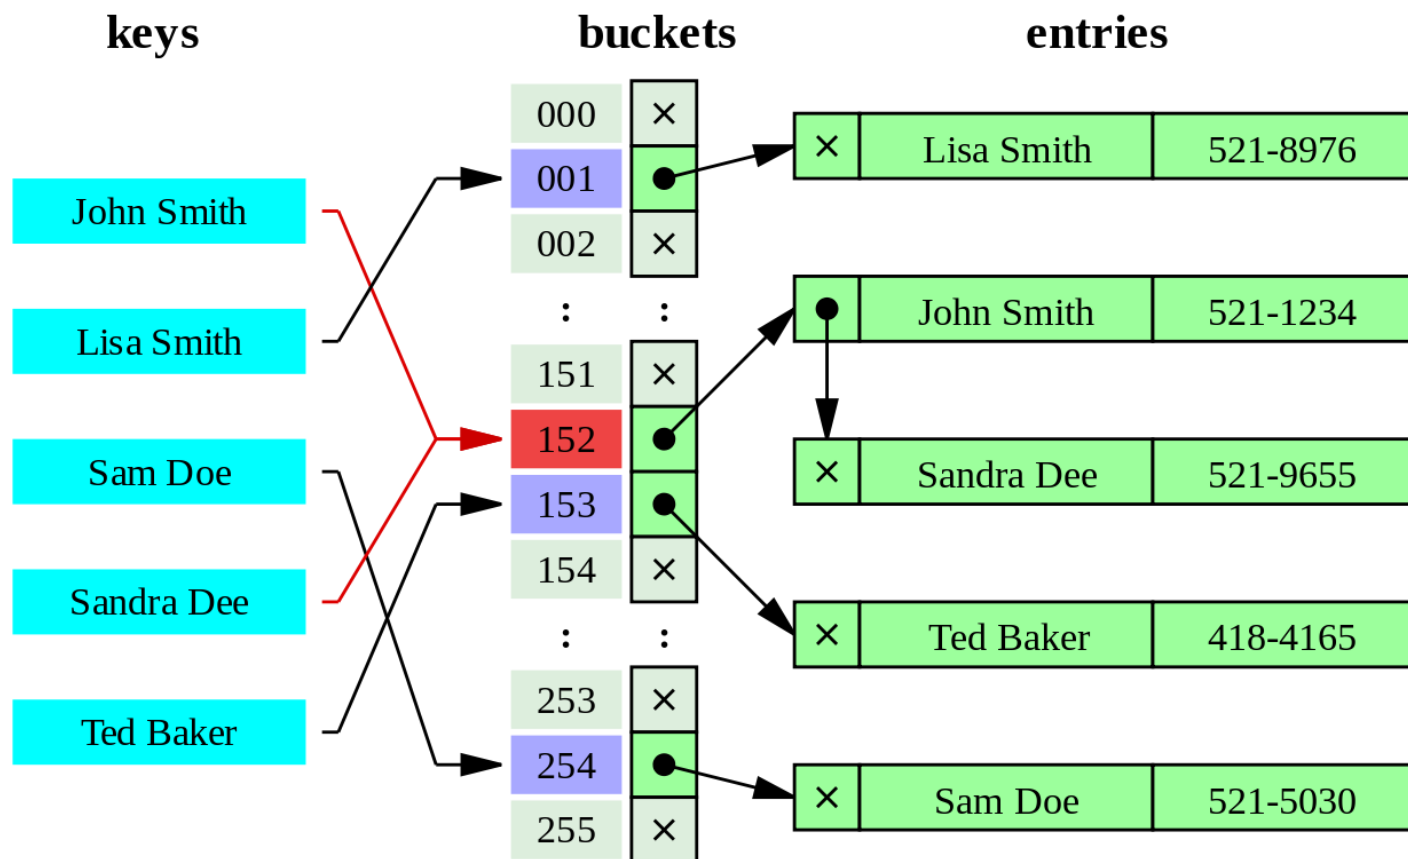 keys
buckets
entries
John Smith
Lisa Smith
Sam Doe
Sandra Dee
Ted Baker
000 ×
001
002 ×
: :
151 ×
152
153
154 ×
: :
253 ×
254
255 ×
× Lisa Smith 521-8976
John Smith 521-1234
× Sandra Dee 521-9655
× Ted Baker 418-4165
× Sam Doe 521-5030